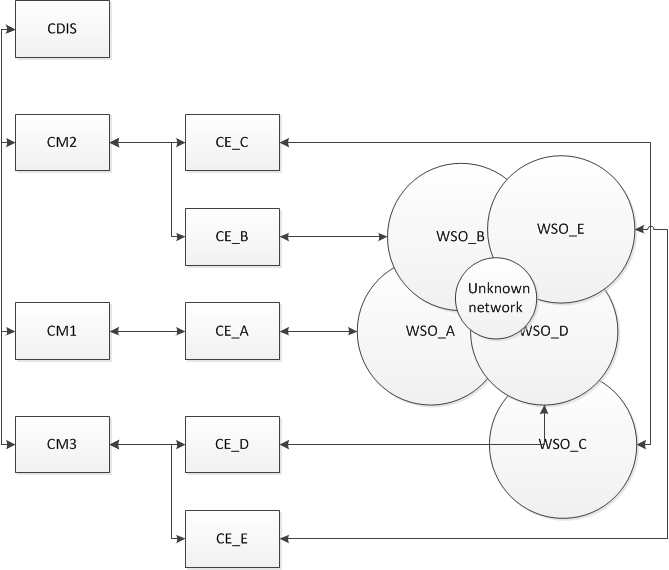 CDIS
CM2
CE_C
CE_B
WSO_B
WSO_E
Unknown
network
CM1
CE_A
WSO_A
WSO_D
CM3
CE_D
WSO_C
CE_E